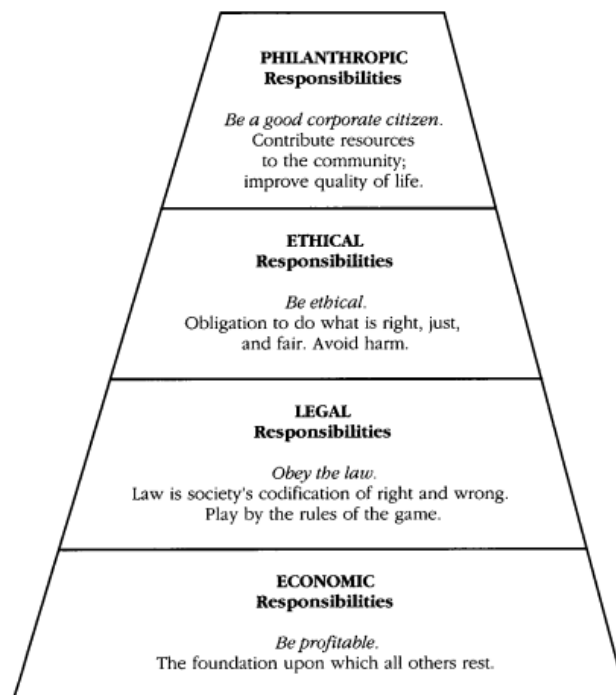 PHILANTHROPIC
Responsibilities
Be a good corporate citizen.
Contribute resources
to the community;
improve quality of life.
ETHICAL
Responsibilities
Be ethical.
Obligation to do what is right, just,
and fair. Avoid harm.
LEGAL
Responsibilities
Obey the law.
Law is society's codification of right and wrong.
Play by the rules of the game.
ECONOMIC
Responsibilities
Be profitable.
The foundation upon which all others rest.